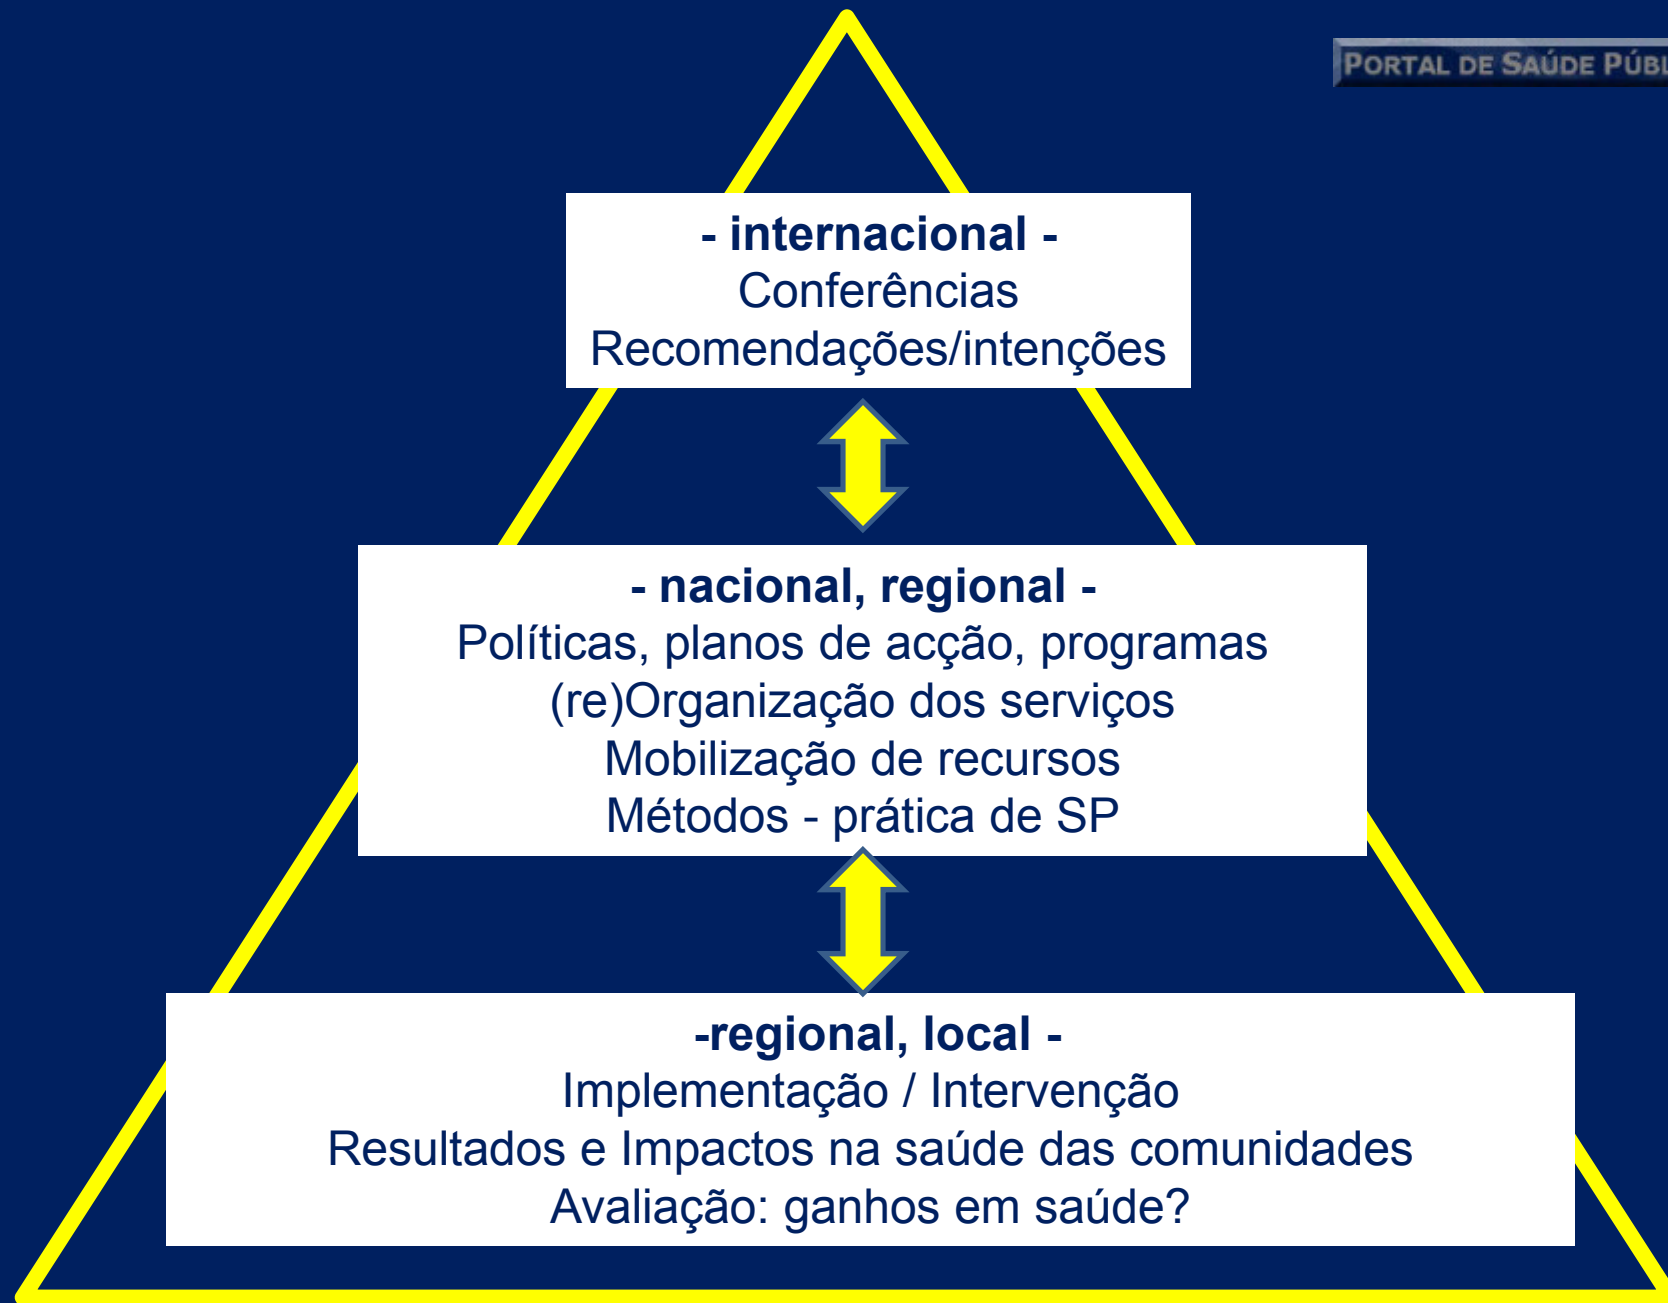 PORTAL DE SAÚDE
- internacional -
Conferências
Recomendações/intenções
- nacional, regional -
Políticas, planos de acção, programas
(re)Organização dos serviços
Mobilização de recursos
Métodos - prática de SP
-regional, local -
Implementação / Intervenção
Resultados e Impactos na saúde das comunidades
Avaliação: ganhos em saúde?